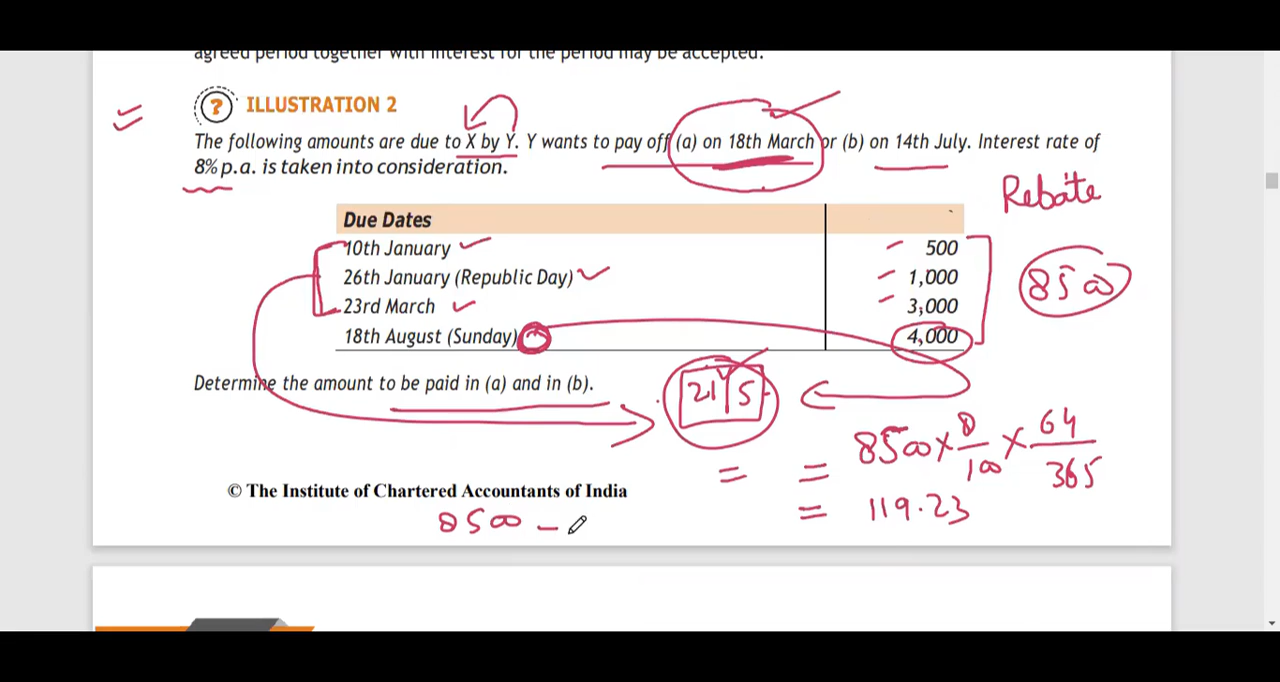 agreed period together with interest for the period may be accepted.
? ILLUSTRATION 2
The following amounts are due to X by Y. Y wants to pay off (a) on 18th March or (b) on 14th July. Interest rate of
8% p.a. is taken into consideration.
Rebate
Due Dates
10th January 500
26th January (Republic Day) 1,000
23rd March 3,000
18th August (Sunday) 4,000
8500
Determine the amount to be paid in (a) and in (b).
21/5
= = 8500 × 8/100 × 64/365
© The Institute of Chartered Accountants of India
= 119.23
8500 –